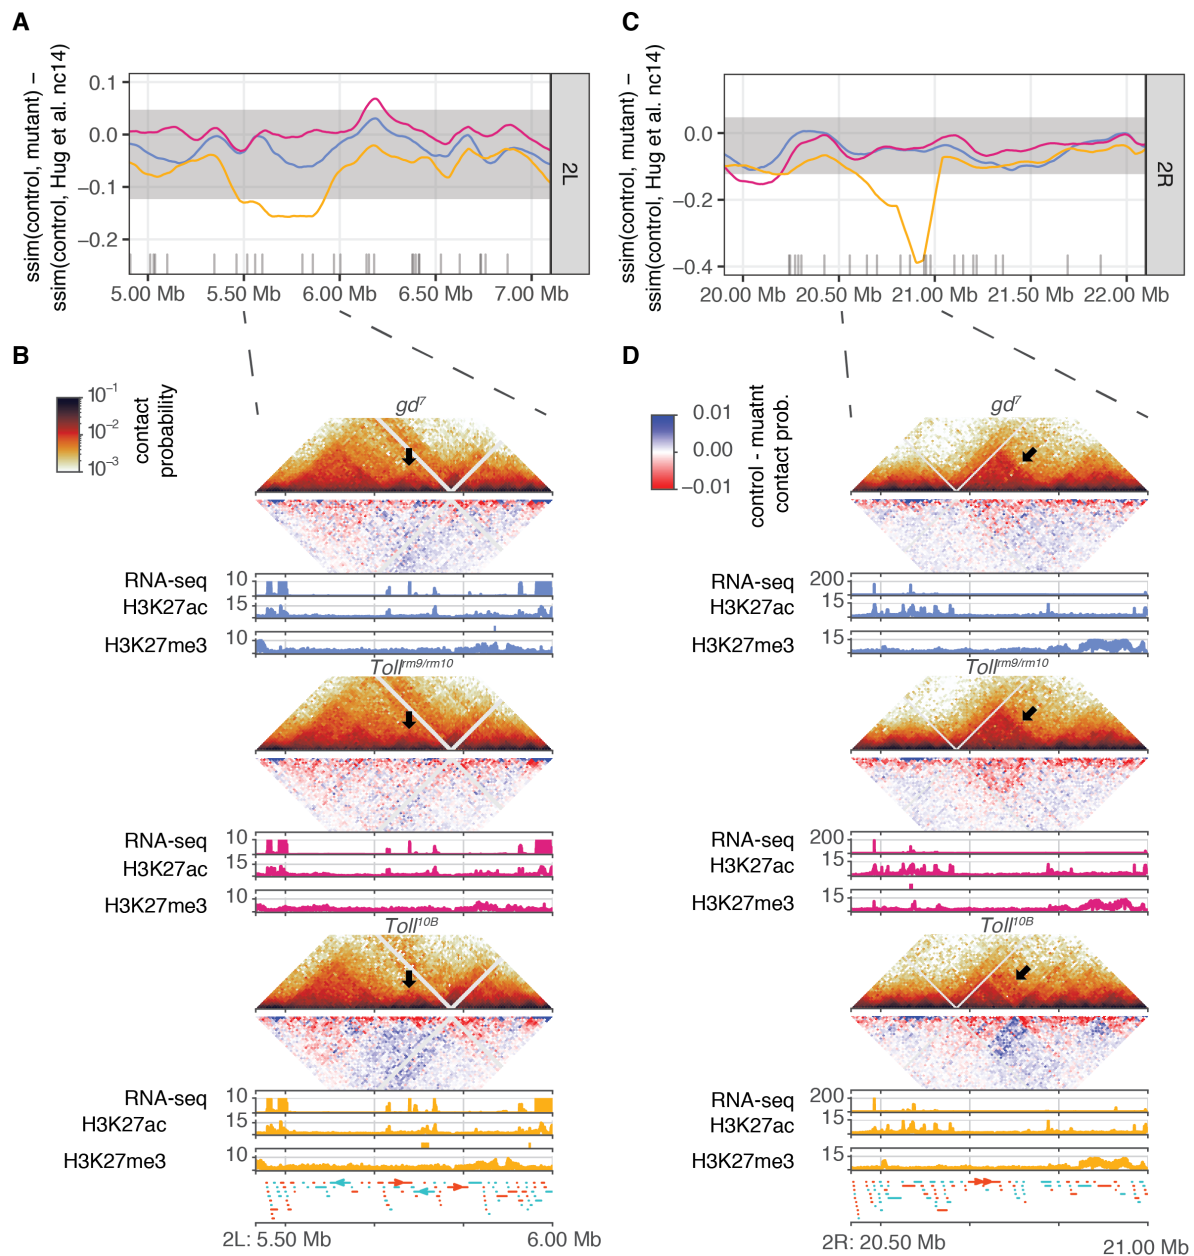 A
ssim(control, mutant) –
ssim(control, Hug et al. nc14)
0.1
0.0
−0.1
−0.2
2L
5.00 Mb 5.50 Mb 6.00 Mb 6.50 Mb 7.00 Mb
C
ssim(control, mutant) –
ssim(control, Hug et al. nc14)
0.0
−0.2
−0.4
2R
20.00 Mb 20.50 Mb 21.00 Mb 21.50 Mb 22.00 Mb
B
10−1
10−2
10−3
contact
probability
gd7
RNA-seq 10
H3K27ac 15
H3K27me3 10
Tollrm9/rm10
RNA-seq 10
H3K27ac 15
H3K27me3 10
Toll10B
RNA-seq 10
H3K27ac 15
H3K27me3 10
2L: 5.50 Mb 6.00 Mb
D
0.01
0.00
−0.01
control - muatnt
contact prob.
gd7
RNA-seq 200
H3K27ac 15
H3K27me3 15
Tollrm9/rm10
RNA-seq 200
H3K27ac 15
H3K27me3 15
Toll10B
RNA-seq 200
H3K27ac 15
H3K27me3 15
2R: 20.50 Mb 21.00 Mb